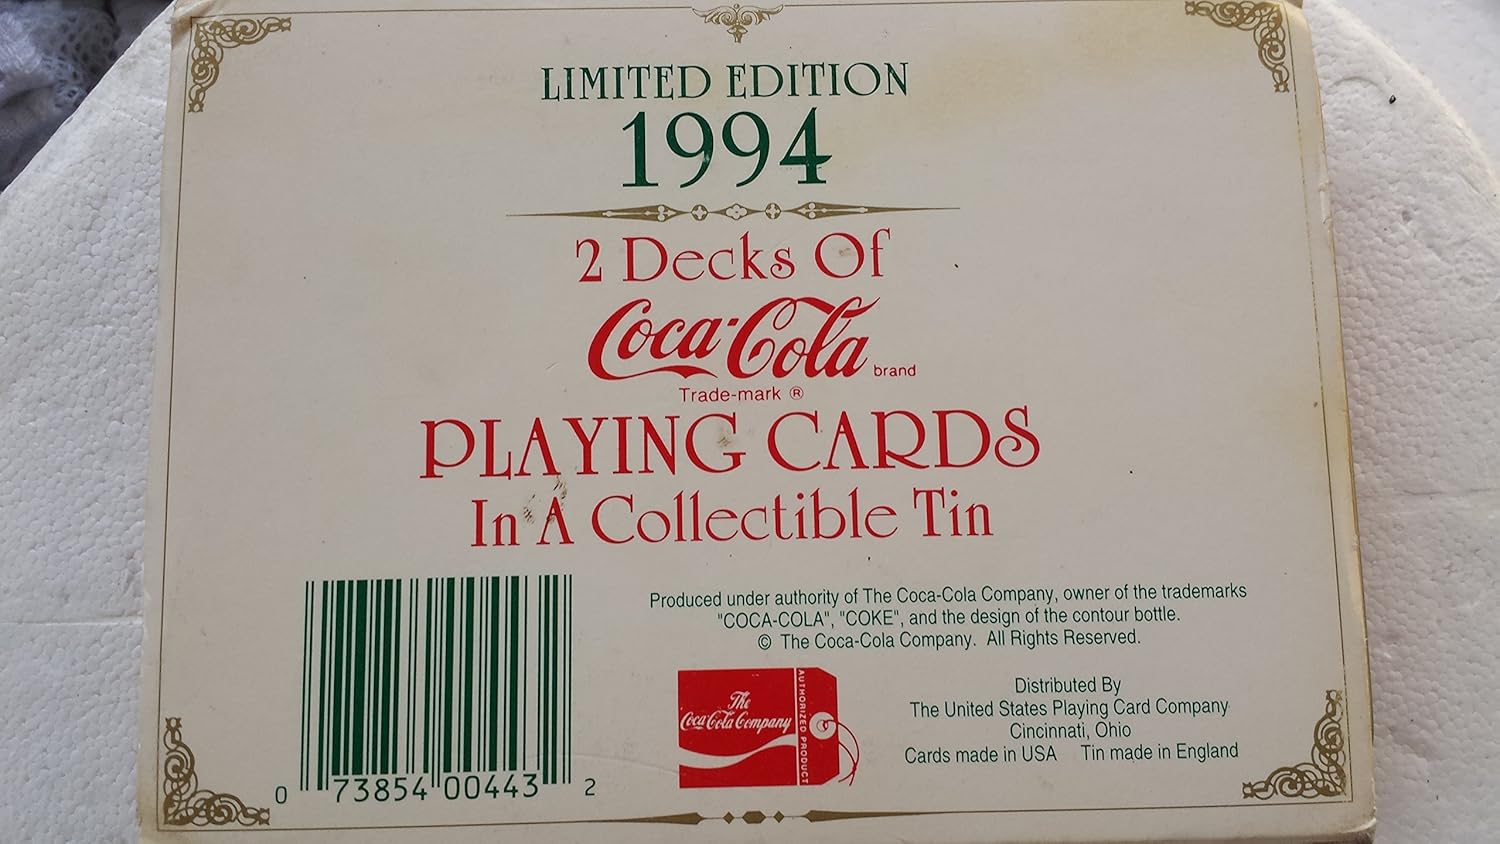 LIMITED EDITION
1994
2 Decks Of
Coca-Cola brand
Trade-mark ®
PLAYING CARDS
In A Collectible Tin
Produced under authority of The Coca-Cola Company, owner of the trademarks
"COCA-COLA", "COKE", and the design of the contour bottle.
© The Coca-Cola Company. All Rights Reserved.
The
Coca-Cola Company
AUTHORIZED PRODUCT
Distributed By
The United States Playing Card Company
Cincinnati, Ohio
Cards made in USA Tin made in England
0 73854 00443 2